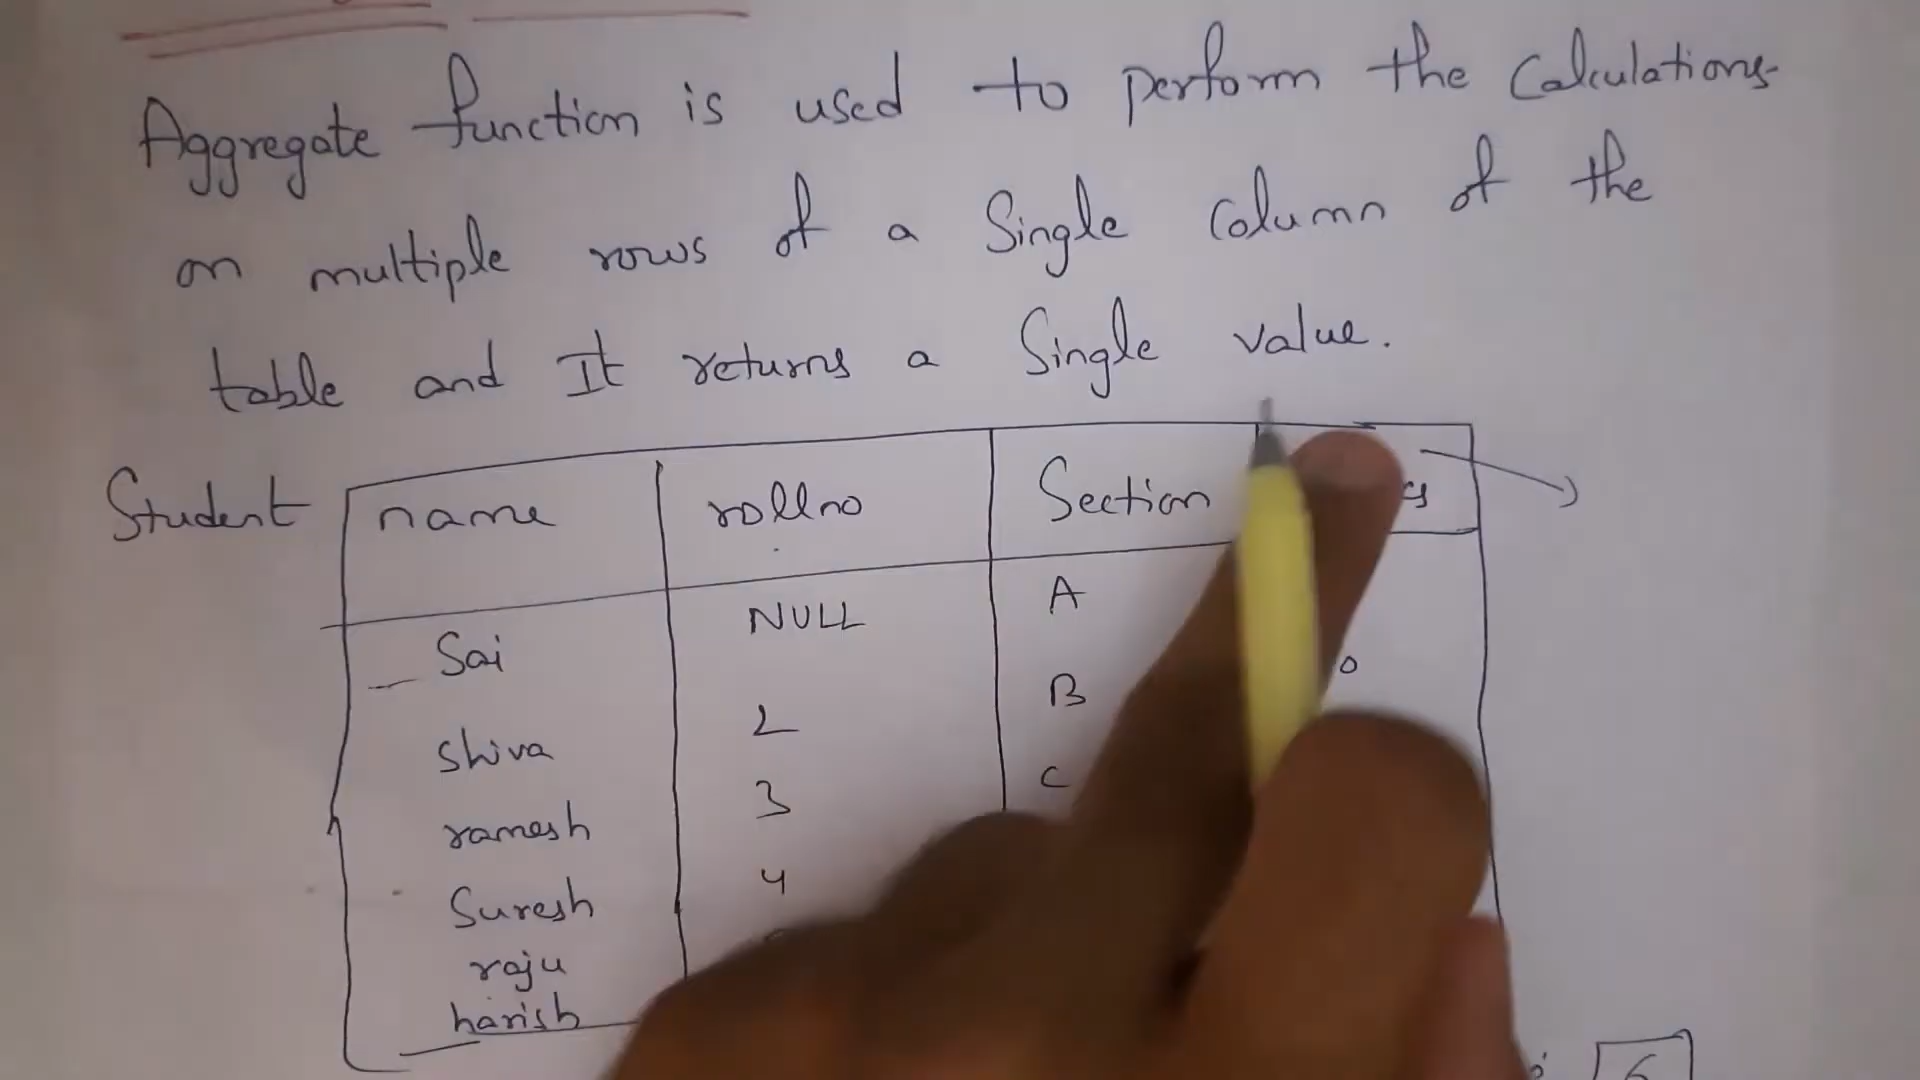 Aggregate function is used to perform the Calculations
on multiple rows of a Single Column of the
table and It returns a Single value.
Student name rollno Section
Sai NULL A
shiva 2 B
ramesh 3 C
Suresh 4
raju
harish
6